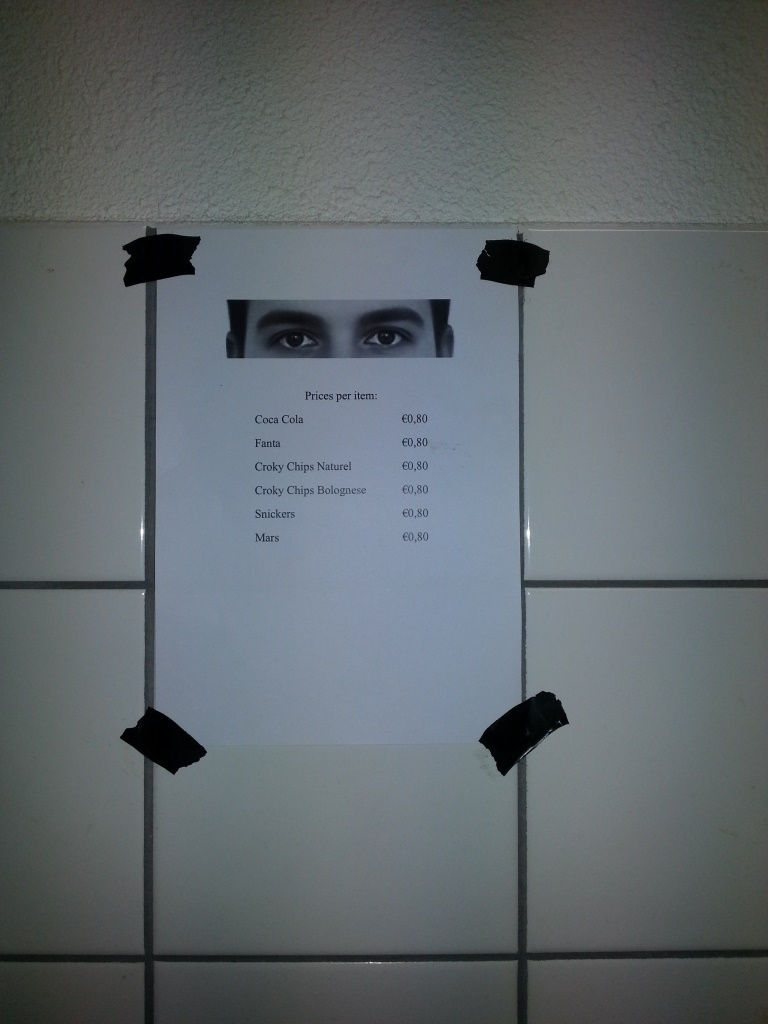 Prices per item:
Coca Cola €0,80
Fanta €0,80
Croky Chips Naturel €0,80
Croky Chips Bolognese €0,80
Snickers €0,80
Mars €0,80